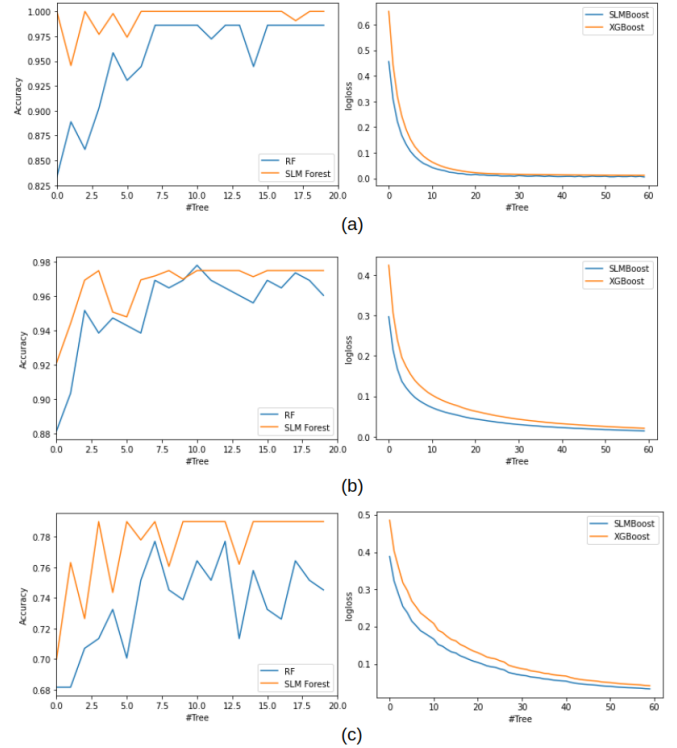 1.000
0.975
0.950
0.925
0.900
0.875
0.850
0.825
Accuracy
RF
SLM Forest
0.0 2.5 5.0 7.5 10.0 12.5 15.0 17.5 20.0
#Tree
0.6
0.5
0.4
0.3
0.2
0.1
0.0
logloss
SLMBoost
XGBoost
0 10 20 30 40 50 60
#Tree
(a)
0.98
0.96
0.94
0.92
0.90
0.88
Accuracy
RF
SLM Forest
0.0 2.5 5.0 7.5 10.0 12.5 15.0 17.5 20.0
#Tree
0.4
0.3
0.2
0.1
0.0
logloss
SLMBoost
XGBoost
0 10 20 30 40 50 60
#Tree
(b)
0.78
0.76
0.74
0.72
0.70
0.68
Accuracy
RF
SLM Forest
0.0 2.5 5.0 7.5 10.0 12.5 15.0 17.5 20.0
#Tree
0.5
0.4
0.3
0.2
0.1
logloss
SLMBoost
XGBoost
0 10 20 30 40 50 60
#Tree
(c)